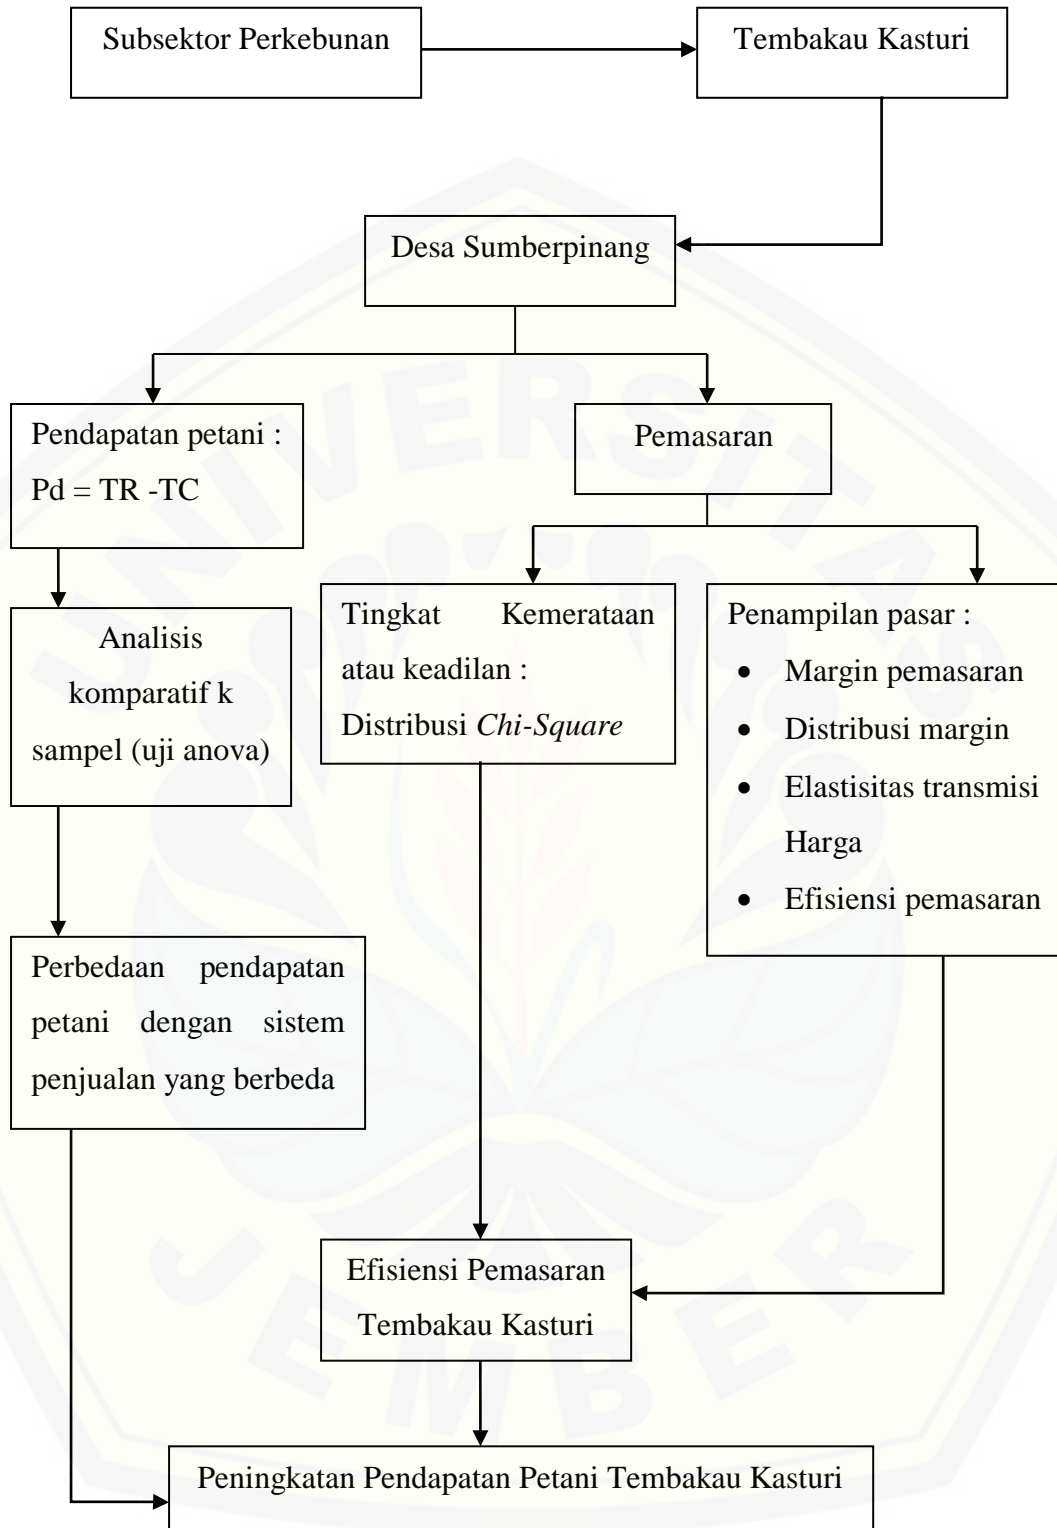 Subsektor Perkebunan
Tembakau Kasturi
Desa Sumberpinang
Pendapatan petani :
Pd = TR -TC
Pemasaran
Analisis
komparatif k
sampel (uji anova)
Tingkat Kemerataan
atau keadilan :
Distribusi Chi-Square
Penampilan pasar :
• Margin pemasaran
• Distribusi margin
• Elastisitas transmisi
Harga
• Efisiensi pemasaran
Perbedaan pendapatan
petani dengan sistem
penjualan yang berbeda
Efisiensi Pemasaran
Tembakau Kasturi
Peningkatan Pendapatan Petani Tembakau Kasturi
UNIVERSITAS
JEMBER